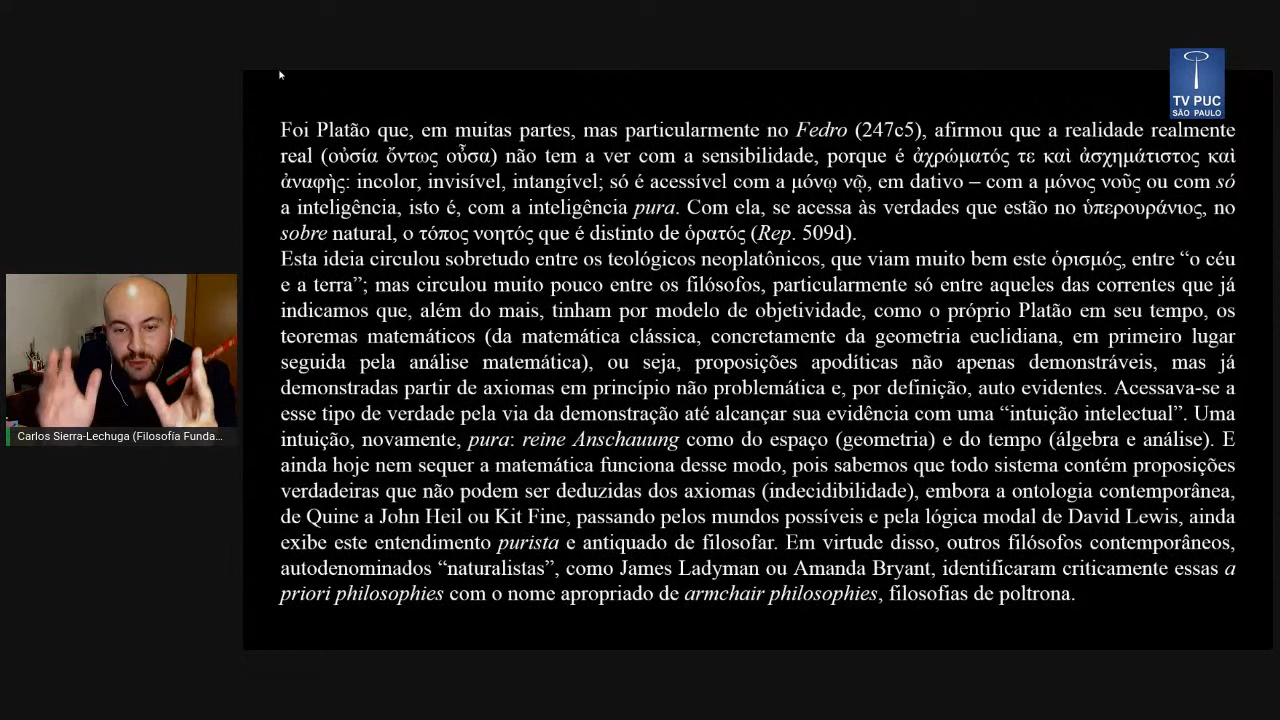 TV PUC
SÃO PAULO
Foi Platão que, em muitas partes, mas particularmente no Fedro (247c5), afirmou que a realidade realmente
real (οὐσία ὄντως οὖσα) não tem a ver com a sensibilidade, porque é ἀχρώματός τε καὶ ἀσχημάτιστος καὶ
ἀναφὴς: incolor, invisível, intangível; só é acessível com a μόνῳ νῷ, em dativo – com a μόνος νοῦς ou com só
a inteligência, isto é, com a inteligência pura. Com ela, se acessa às verdades que estão no ὑπερουράνιος, no
sobre natural, o τόπος νοητός que é distinto de ὁρατός (Rep. 509d).
Esta ideia circulou sobretudo entre os teológicos neoplatônicos, que viam muito bem este ὁρισμός, entre “o céu
e a terra”; mas circulou muito pouco entre os filósofos, particularmente só entre aqueles das correntes que já
indicamos que, além do mais, tinham por modelo de objetividade, como o próprio Platão em seu tempo, os
teoremas matemáticos (da matemática clássica, concretamente da geometria euclidiana, em primeiro lugar
seguida pela análise matemática), ou seja, proposições apodíticas não apenas demonstráveis, mas já
demonstradas partir de axiomas em princípio não problemática e, por definição, auto evidentes. Acessava-se a
esse tipo de verdade pela via da demonstração até alcançar sua evidência com uma “intuição intelectual”. Uma
intuição, novamente, pura: reine Anschauung como do espaço (geometria) e do tempo (álgebra e análise). E
ainda hoje nem sequer a matemática funciona desse modo, pois sabemos que todo sistema contém proposições
verdadeiras que não podem ser deduzidas dos axiomas (indecidibilidade), embora a ontologia contemporânea,
de Quine a John Heil ou Kit Fine, passando pelos mundos possíveis e pela lógica modal de David Lewis, ainda
exibe este entendimento purista e antiquado de filosofar. Em virtude disso, outros filósofos contemporâneos,
autodenominados “naturalistas”, como James Ladyman ou Amanda Bryant, identificaram criticamente essas a
priori philosophies com o nome apropriado de armchair philosophies, filosofias de poltrona.
Carlos Sierra-Lechuga (Filosofía Funda...